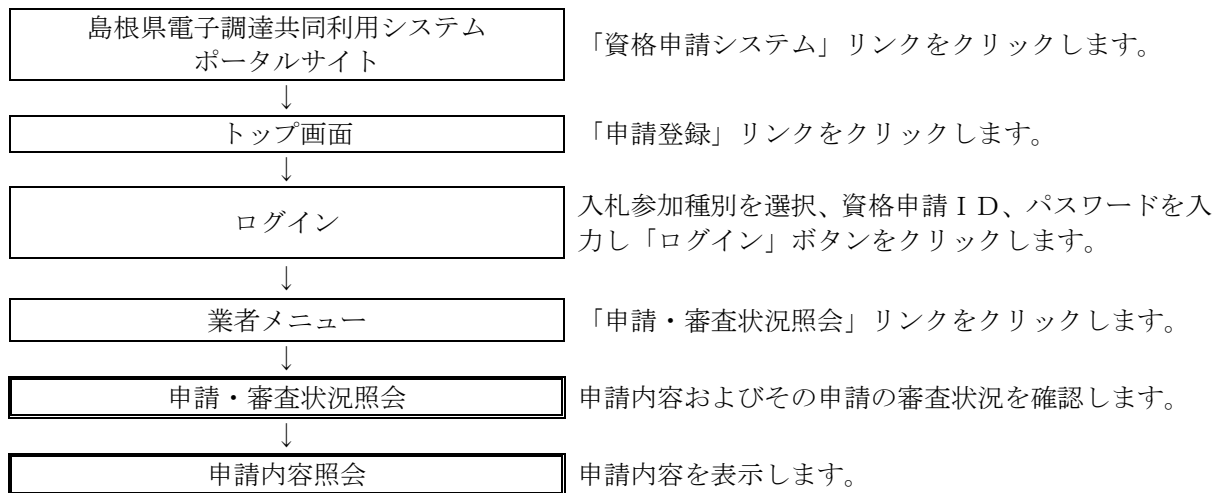 島根県電子調達共同利用システム
ポータルサイト
「資格申請システム」リンクをクリックします。
↓
トップ画面
「申請登録」リンクをクリックします。
↓
ログイン
入札参加種別を選択、資格申請ＩＤ、パスワードを入
力し「ログイン」ボタンをクリックします。
↓
業者メニュー
「申請・審査状況照会」リンクをクリックします。
↓
申請・審査状況照会
申請内容およびその申請の審査状況を確認します。
↓
申請内容照会
申請内容を表示します。